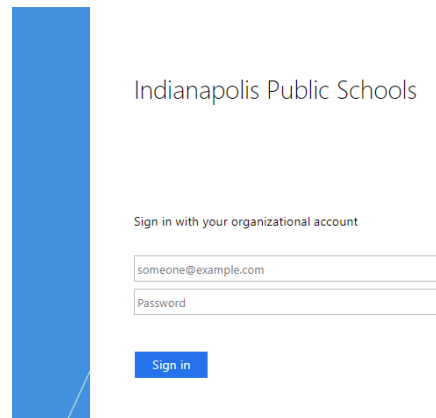 Indianapolis Public Schools
Sign in with your organizational account
someone@example.com
Password
Sign in